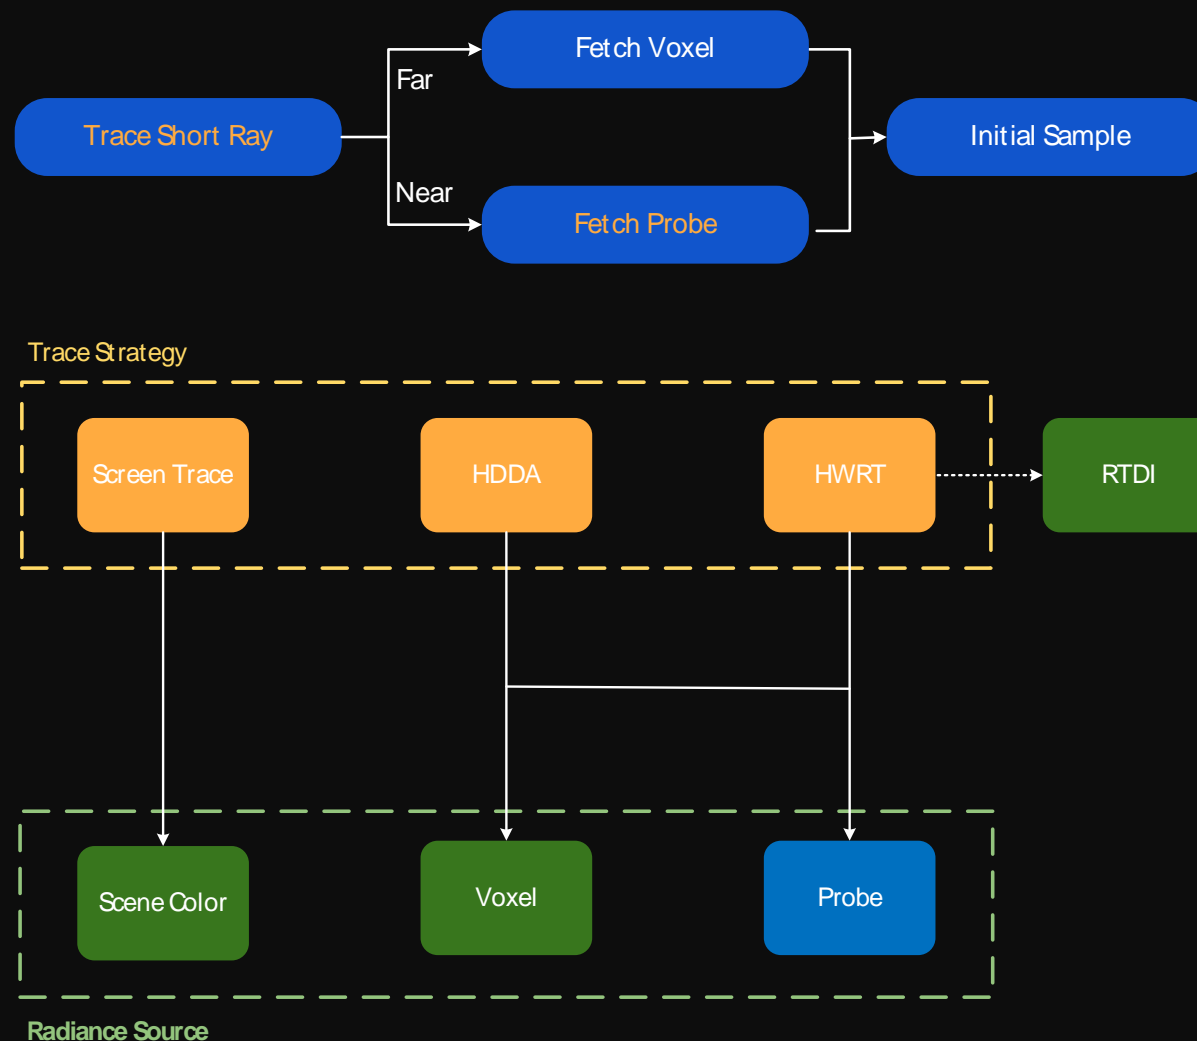 Fetch Voxel
Far
Trace Short Ray
Initial Sample
Near
Fetch Probe
Trace Strategy
Screen Trace
HDDA
HWRT
RTDI
Scene Color
Voxel
Probe
Radiance Source